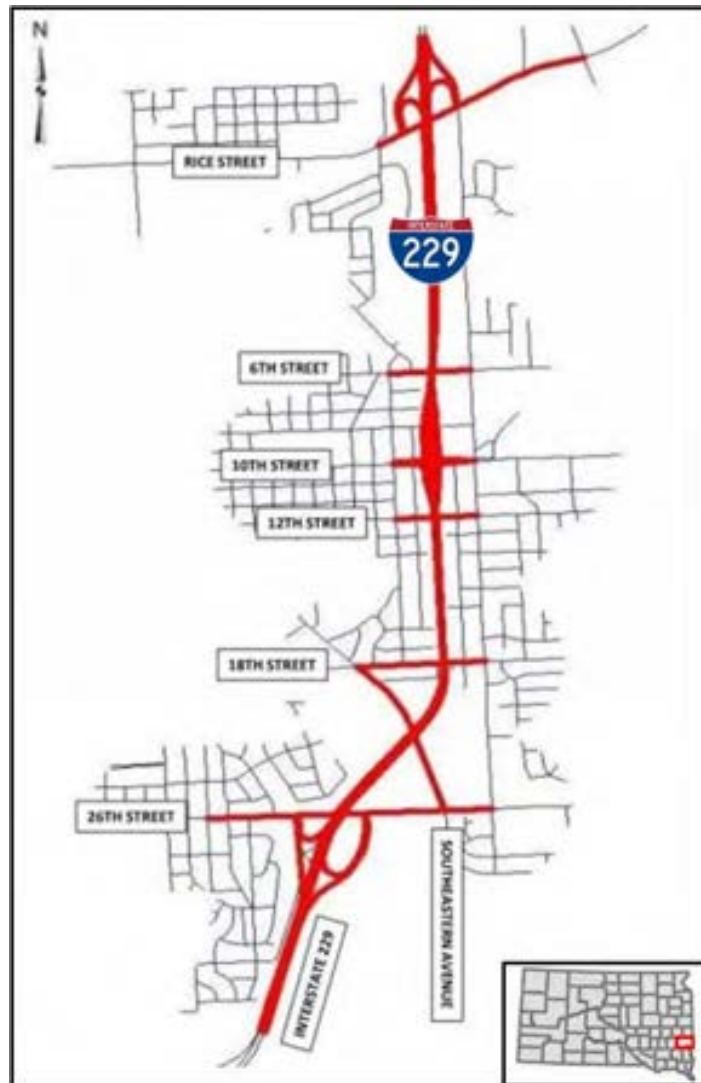 N
RICE STREET
INTERSTATE
229
6TH STREET
10TH STREET
12TH STREET
18TH STREET
26TH STREET
SOUTHEASTERN AVENUE
INTERSTATE 229